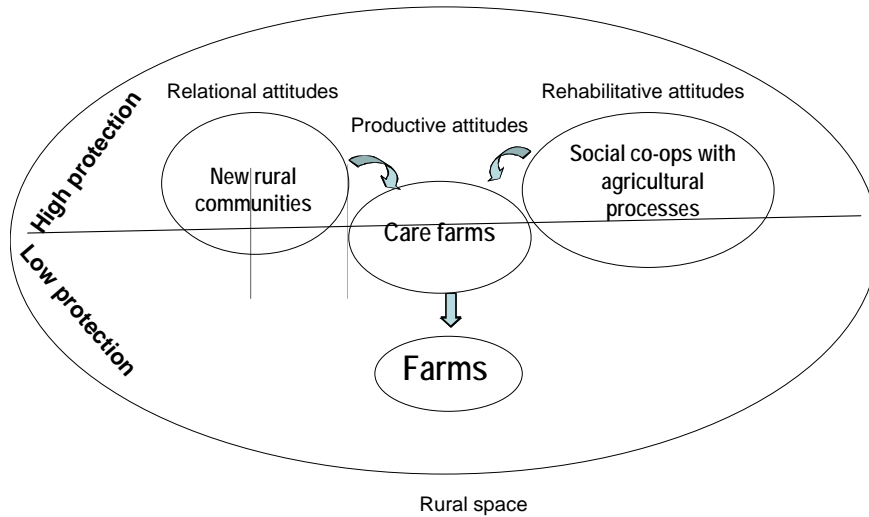 Relational attitudes
Rehabilitative attitudes
Productive attitudes
High protection
New rural
communities
Social co-ops with
agricultural
processes
Care farms
Low protection
Farms
Rural space